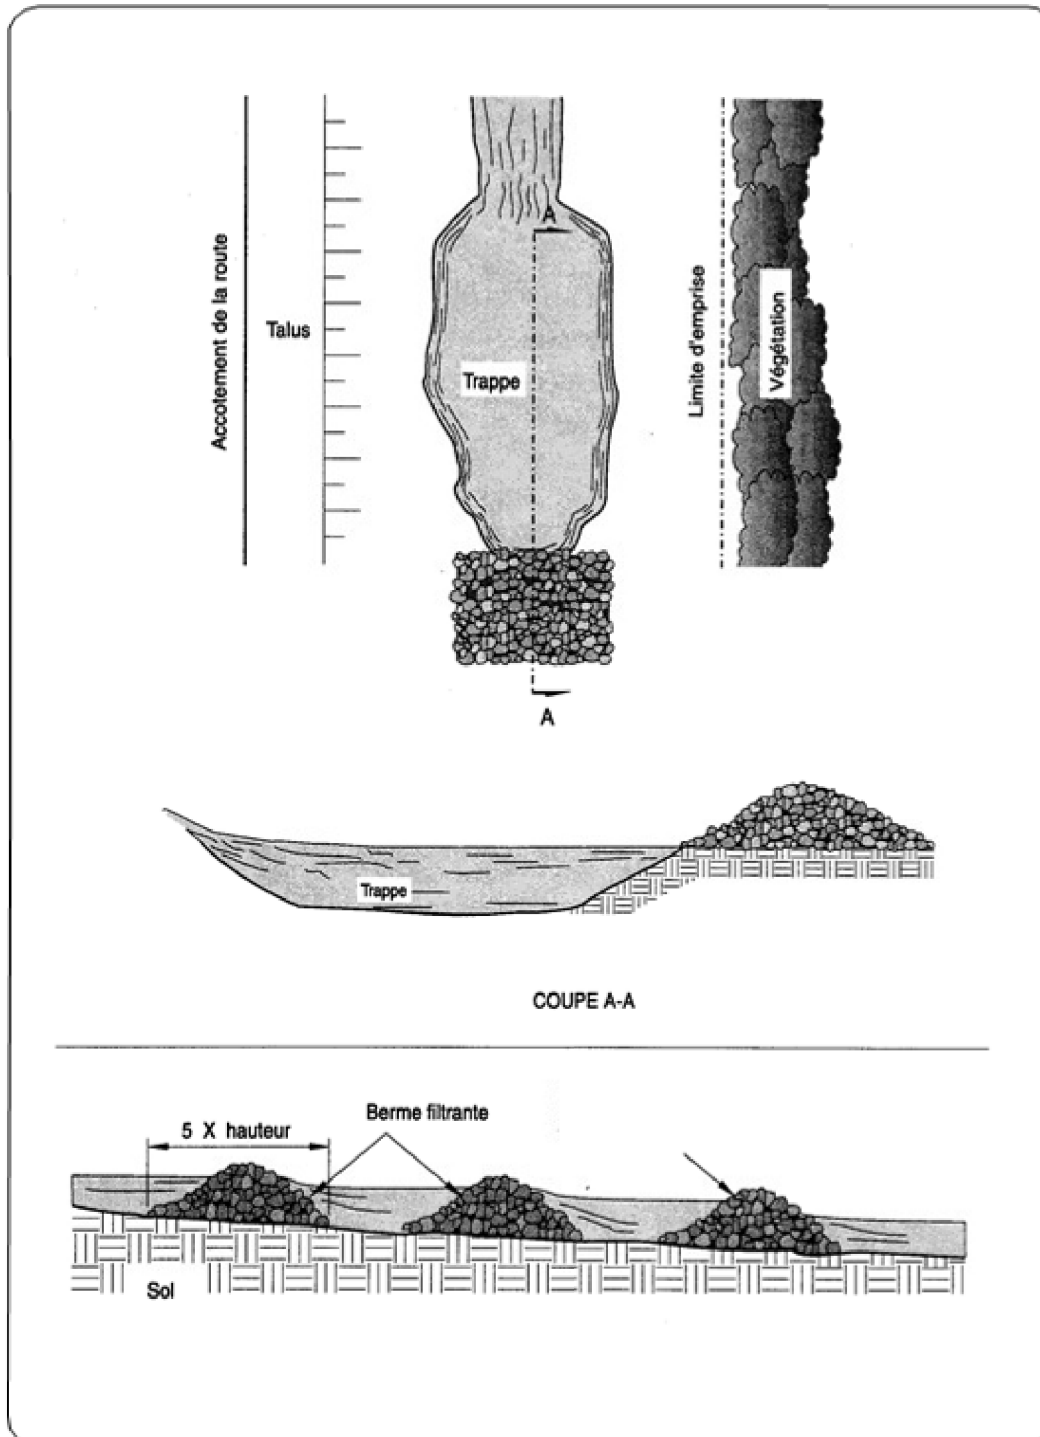 A
Accotement de la route
Talus
Trappe
Limite d'emprise
Végétation
A
Trappe
COUPE A-A
Berme filtrante
5 X hauteur
Sol